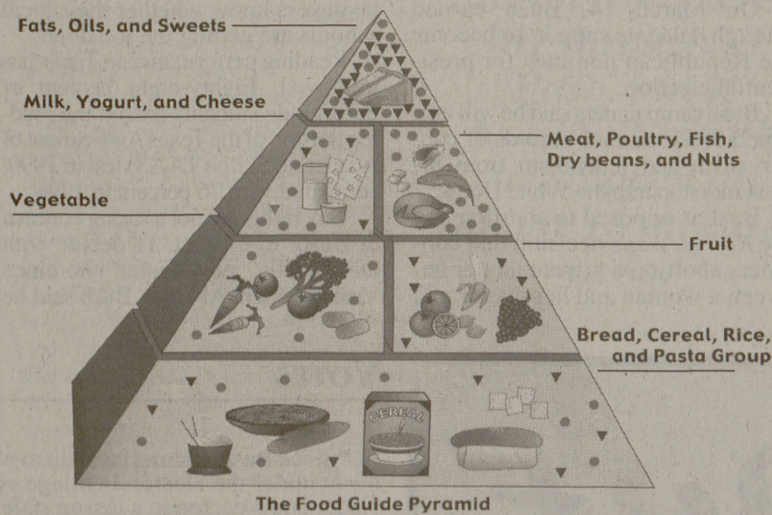 Fats, Oils, and Sweets
Milk, Yogurt, and Cheese
Meat, Poultry, Fish,
Dry beans, and Nuts
Vegetable
Fruit
Bread, Cereal, Rice,
and Pasta Group
CEREAL
The Food Guide Pyramid